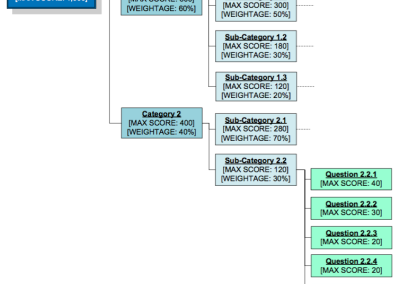 [MAX SCORE: 300]
[WEIGHTAGE: 60%]
[WEIGHTAGE: 50%]
Sub-Category 1.2
[MAX SCORE: 180]
[WEIGHTAGE: 30%]
Sub-Category 1.3
[MAX SCORE: 120]
[WEIGHTAGE: 20%]
Category 2
[MAX SCORE: 400]
[WEIGHTAGE: 40%]
Sub-Category 2.1
[MAX SCORE: 280]
[WEIGHTAGE: 70%]
Sub-Category 2.2
[MAX SCORE: 120]
[WEIGHTAGE: 30%]
Question 2.2.1
[MAX SCORE: 40]
Question 2.2.2
[MAX SCORE: 30]
Question 2.2.3
[MAX SCORE: 20]
Question 2.2.4
[MAX SCORE: 20]